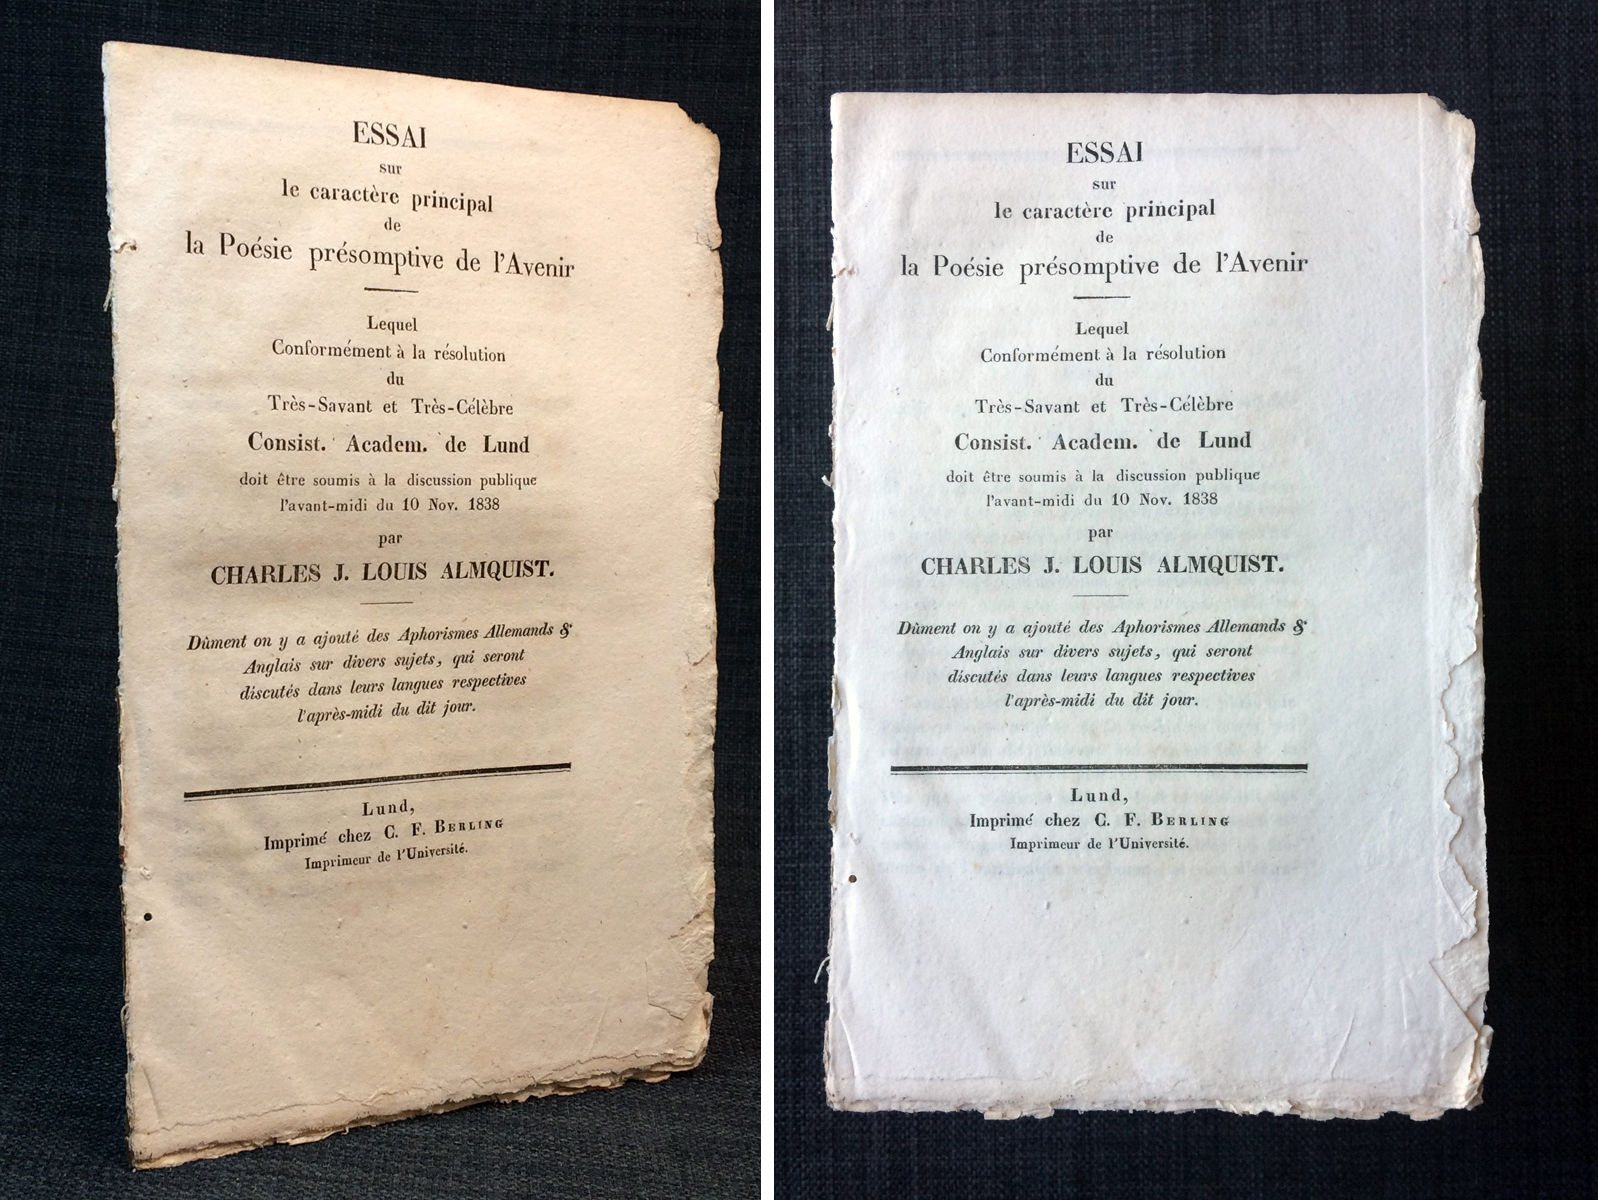 ESSAI
sur
le caractère principal
de
la Poésie présomptive de l'Avenir
Lequel
Conformément à la résolution
du
Très-Savant et Très-Célèbre
Consist. Academ. de Lund
doit être soumis à la discussion publique
l'avant-midi du 10 Nov. 1838
par
CHARLES J. LOUIS ALMQUIST.
Dûment on y a ajouté des Aphorismes Allemands &
Anglais sur divers sujets, qui seront
discutés dans leurs langues respectives
l'après-midi du dit jour.
Lund,
Imprimé chez C. F. BERLING
Imprimeur de l'Université.
ESSAI
sur
le caractère principal
de
la Poésie présomptive de l'Avenir
Lequel
Conformément à la résolution
du
Très-Savant et Très-Célèbre
Consist. Academ. de Lund
doit être soumis à la discussion publique
l'avant-midi du 10 Nov. 1838
par
CHARLES J. LOUIS ALMQUIST.
Dûment on y a ajouté des Aphorismes Allemands &
Anglais sur divers sujets, qui seront
discutés dans leurs langues respectives
l'après-midi du dit jour.
Lund,
Imprimé chez C. F. BERLING
Imprimeur de l'Université.